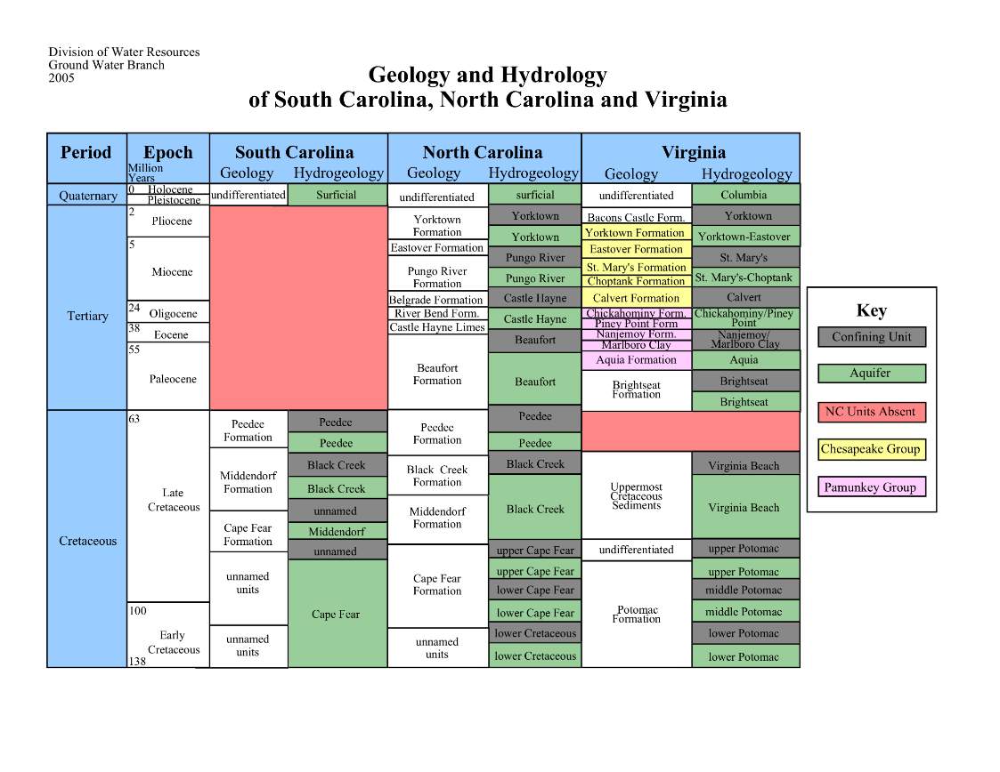 Division of Water Resources
Ground Water Branch
2005
Geology and Hydrology
of South Carolina, North Carolina and Virginia
Period
Epoch
Million
Years
South Carolina
Geology
Hydrogeology
North Carolina
Geology
Hydrogeology
Virginia
Geology
Hydrogeology
Quaternary
Tertiary
Cretaceous
0
Holocene
Pleistocene
2
Pliocene
5
Miocene
24
Oligocene
38
Eocene
55
Paleocene
63
Late
Cretaceous
100
Early
Cretaceous
138
undifferentiated
Peedee
Formation
Middendorf
Formation
Cape Fear
Formation
unnamed
units
unnamed
units
Surficial
Peedee
Peedee
Black Creek
Black Creek
unnamed
Middendorf
unnamed
Cape Fear
undifferentiated
Yorktown
Formation
Eastover Formation
Pungo River
Formation
Belgrade Formation
River Bend Form.
Castle Hayne Limes
Beaufort
Formation
Peedee
Formation
Black Creek
Formation
Middendorf
Formation
Cape Fear
Formation
unnamed
units
surficial
Yorktown
Yorktown
Pungo River
Pungo River
Castle Hayne
Castle Hayne
Beaufort
Beaufort
Peedee
Peedee
Black Creek
Black Creek
upper Cape Fear
upper Cape Fear
lower Cape Fear
lower Cape Fear
lower Cretaceous
lower Cretaceous
undifferentiated
Bacons Castle Form.
Yorktown Formation
Eastover Formation
St. Mary's Formation
Choptank Formation
Calvert Formation
Chickahominy Form.
Piney Point Form
Nanjemoy Form.
Marlboro Clay
Aquia Formation
Brightseat
Formation
Uppermost
Cretaceous
Sediments
undifferentiated
Potomac
Formation
Columbia
Yorktown
Yorktown-Eastover
St. Mary's
St. Mary's-Choptank
Calvert
Chickahominy/Piney
Point
Nanjemoy/
Marlboro Clay
Aquia
Brightseat
Brightseat
Virginia Beach
Virginia Beach
upper Potomac
upper Potomac
middle Potomac
middle Potomac
lower Potomac
lower Potomac
Key
Confining Unit
Aquifer
NC Units Absent
Chesapeake Group
Pamunkey Group